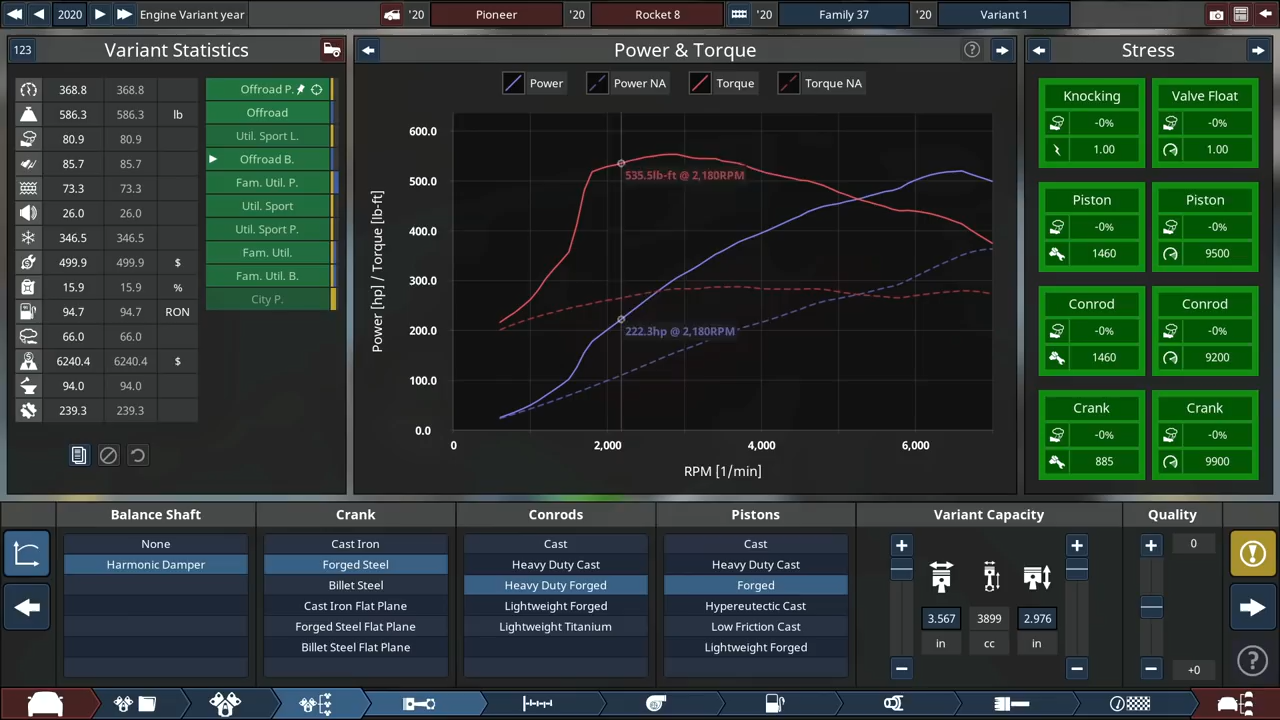 2020 Engine Variant year '20 Pioneer '20 Rocket 8 '20 Family 37 '20 Variant 1
123 Variant Statistics
368.8 368.8
586.3 586.3 lb
80.9 80.9
85.7 85.7
73.3 73.3
26.0 26.0
346.5 346.5
499.9 499.9 $
15.9 15.9 %
94.7 94.7 RON
66.0 66.0
6240.4 6240.4 $
94.0 94.0
239.3 239.3
Offroad P.
Offroad
Util. Sport L.
Offroad B.
Fam. Util. P.
Util. Sport
Util. Sport P.
Fam. Util.
Fam. Util. B.
City P.
Power & Torque ?
Power Power NA Torque Torque NA
Power [hp] / Torque [lb-ft]
600.0
500.0
400.0
300.0
200.0
100.0
0.0
535.5lb-ft @ 2,180RPM
222.3hp @ 2,180RPM
0 2,000 4,000 6,000
RPM [1/min]
Stress
Knocking Valve Float
-0% -0%
1.00 1.00
Piston Piston
-0% -0%
1460 9500
Conrod Conrod
-0% -0%
1460 9200
Crank Crank
-0% -0%
885 9900
Balance Shaft
None
Harmonic Damper
Crank
Cast Iron
Forged Steel
Billet Steel
Cast Iron Flat Plane
Forged Steel Flat Plane
Billet Steel Flat Plane
Conrods
Cast
Heavy Duty Cast
Heavy Duty Forged
Lightweight Forged
Lightweight Titanium
Pistons
Cast
Heavy Duty Cast
Forged
Hypereutectic Cast
Low Friction Cast
Lightweight Forged
Variant Capacity
+ +
3.567 3899 2.976
in cc in
- -
Quality
+ 0
- +0
!
?